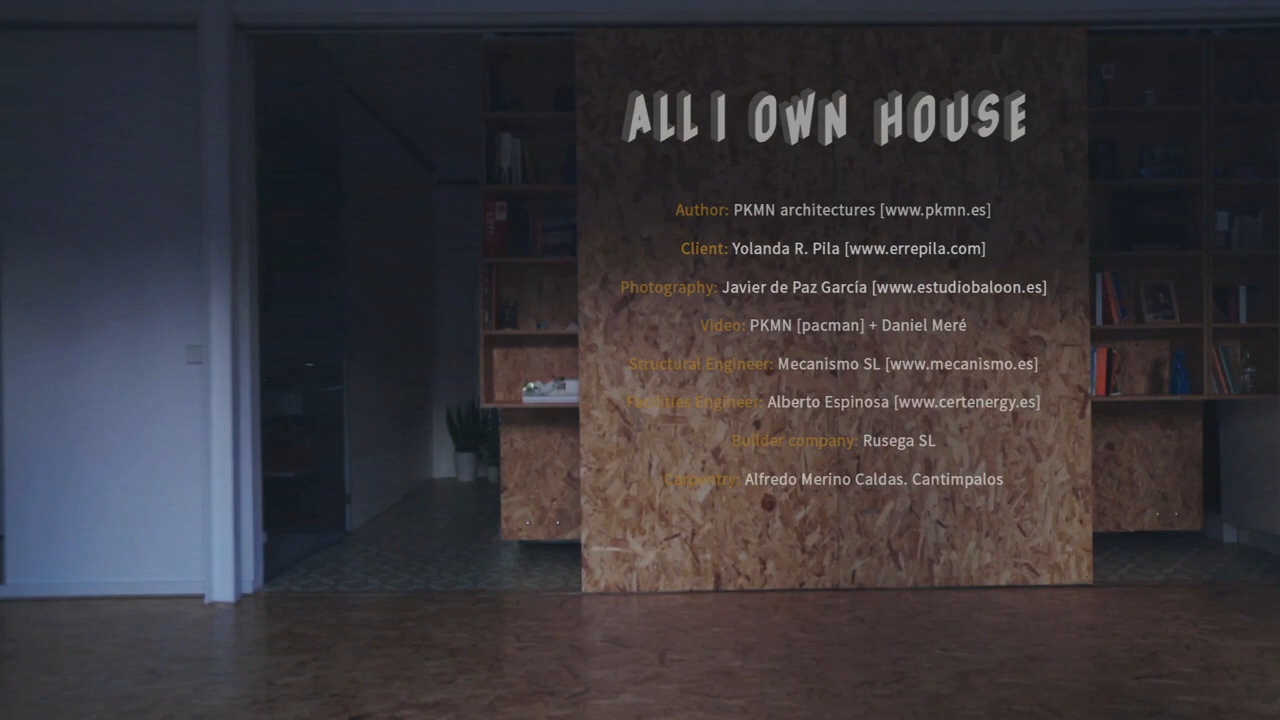 ALL I OWN HOUSE
Author: PKMN architectures [www.pkmn.es]
Client: Yolanda R. Pila [www.errepila.com]
Photography: Javier de Paz García [www.estudiobaloon.es]
Video: PKMN [pacman] + Daniel Meré
Structural Engineer: Mecanismo SL [www.mecanismo.es]
Facilities Engineer: Alberto Espinosa [www.certenergy.es]
Builder company: Rusega SL
Carpentry: Alfredo Merino Caldas. Cantimpalos